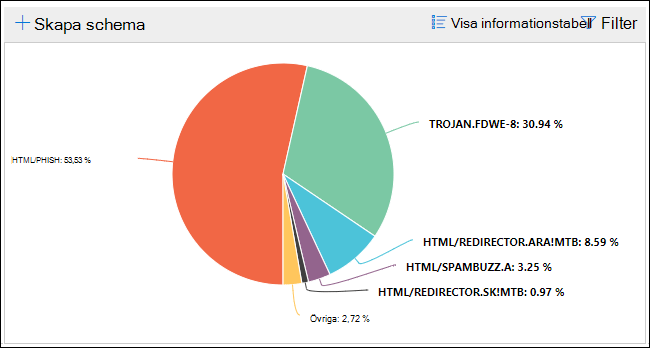 Skapa schema
Visa informationstabell
Filter
TROJAN.FDWE-8: 30.94 %
HTML/PHISH: 53,53 %
HTML/REDIRECTOR.ARA!MTB: 8.59 %
HTML/SPAMBUZZ.A: 3.25 %
HTML/REDIRECTOR.SK!MTB: 0.97 %
Övriga: 2,72 %